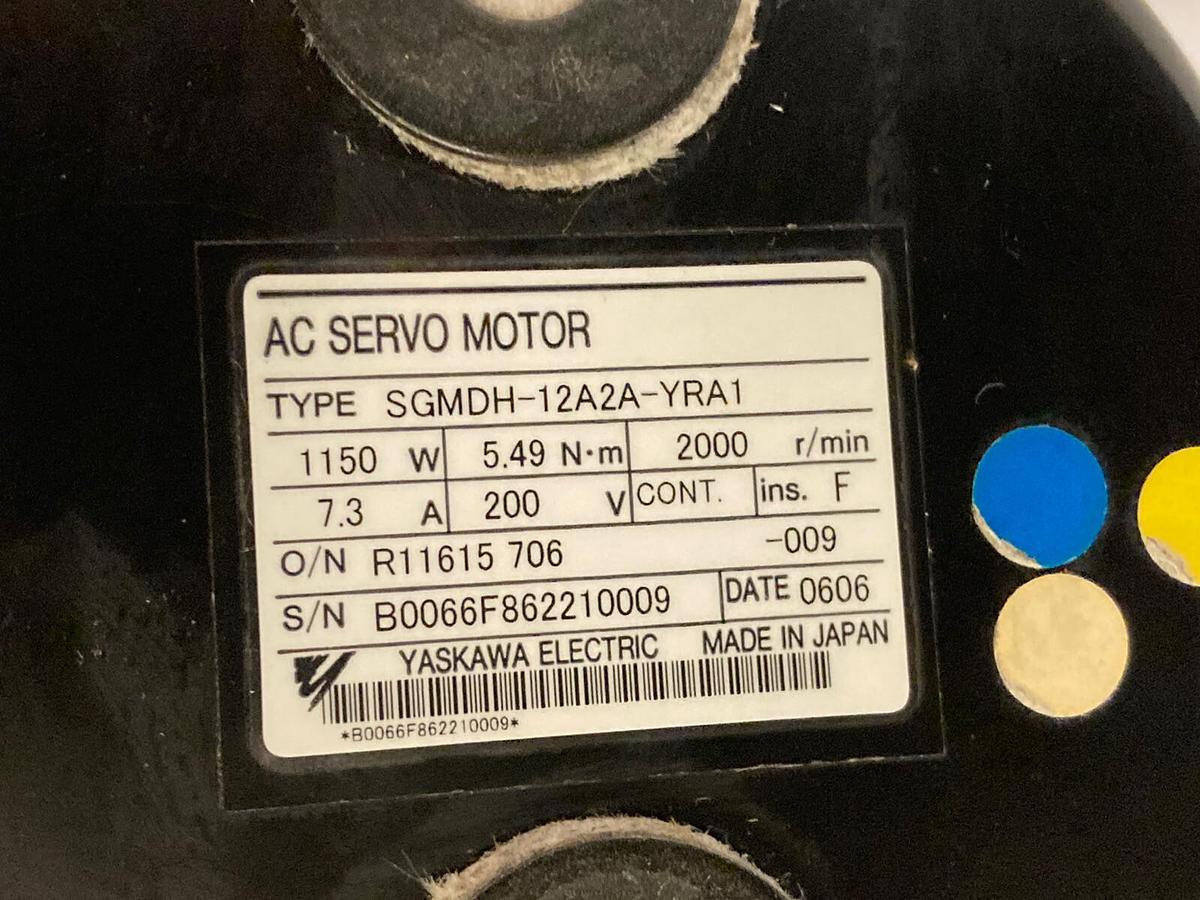 AC SERVO MOTOR
TYPE SGMDH-12A2A-YRA1
1150 W 5.49 N·m 2000 r/min
7.3 A 200 V CONT. ins. F
O/N R11615 706 -009
S/N B0066F862210009 DATE 0606
YASKAWA ELECTRIC MADE IN JAPAN
*B0066F862210009*